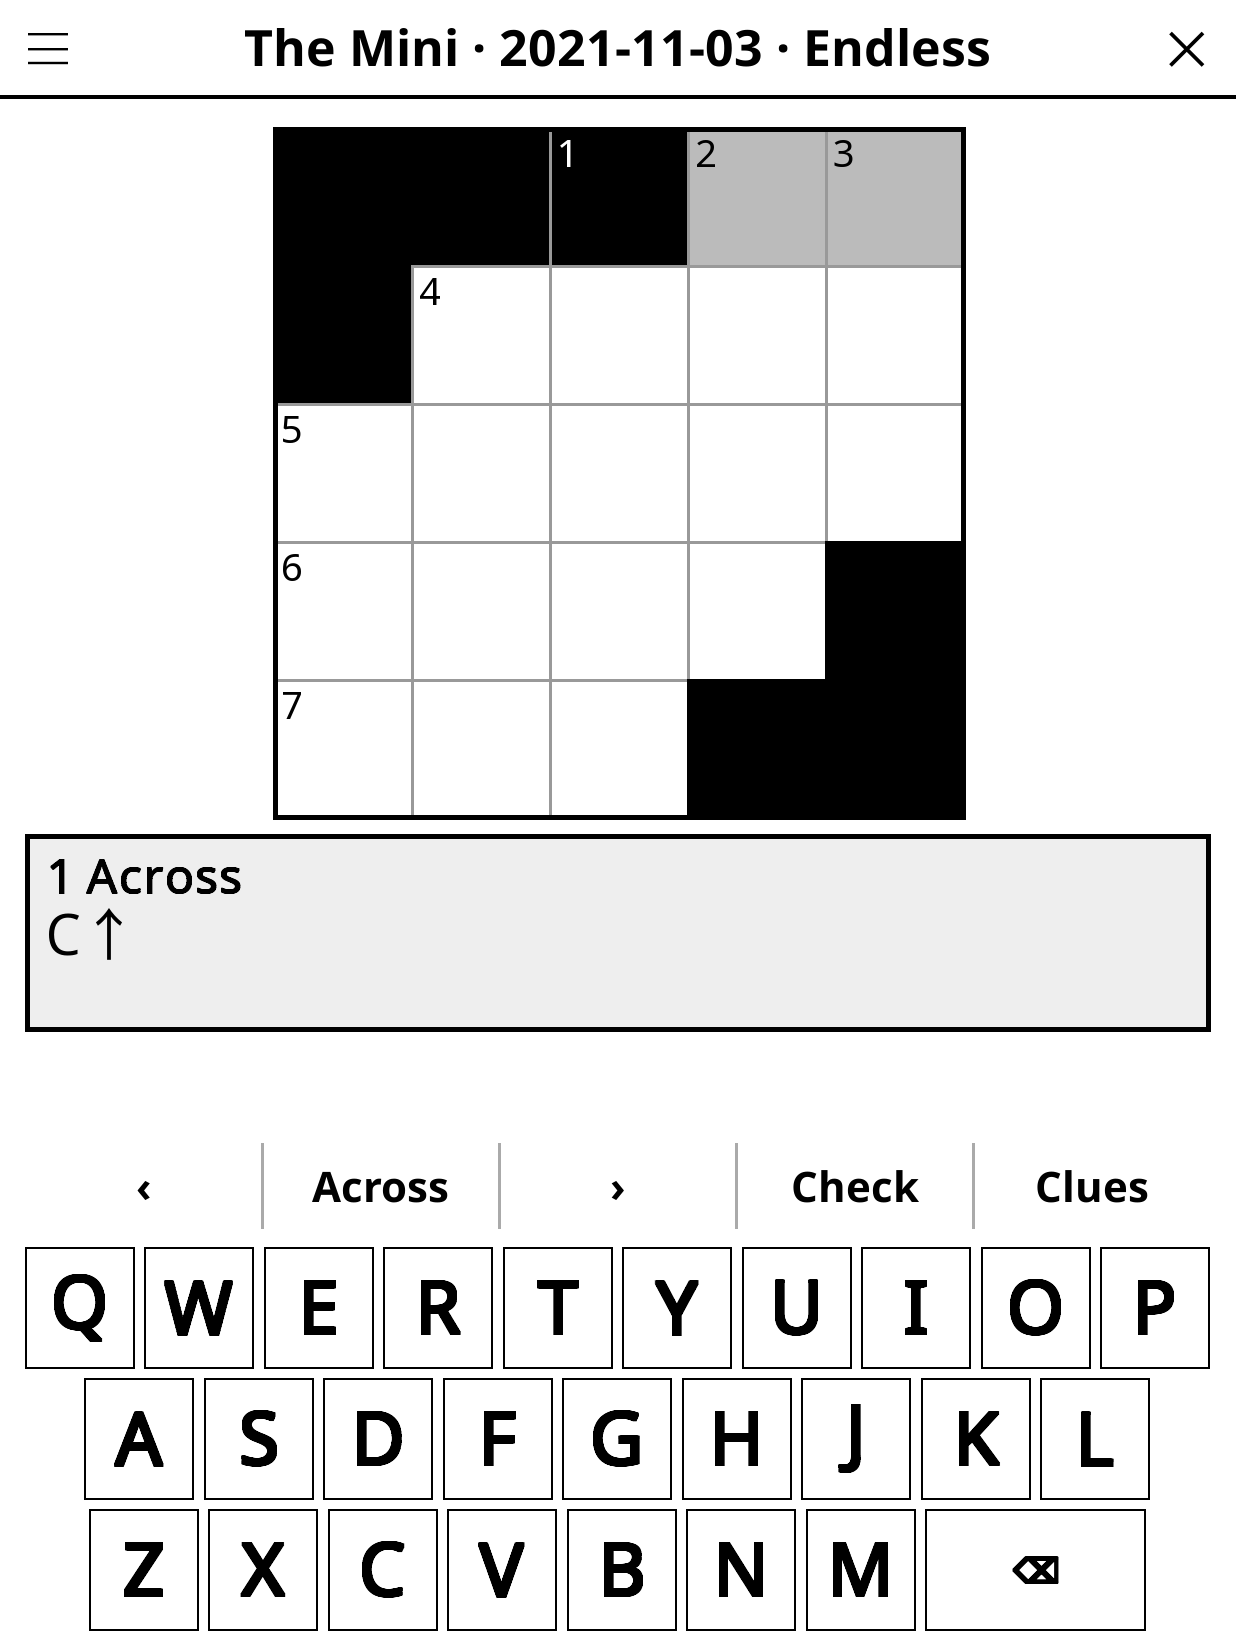 The Mini · 2021-11-03 · Endless
1 2 3
4
5
6
7
1 Across
C ↑
‹ Across › Check Clues
Q W E R T Y U I O P
A S D F G H J K L
Z X C V B N M ⌫